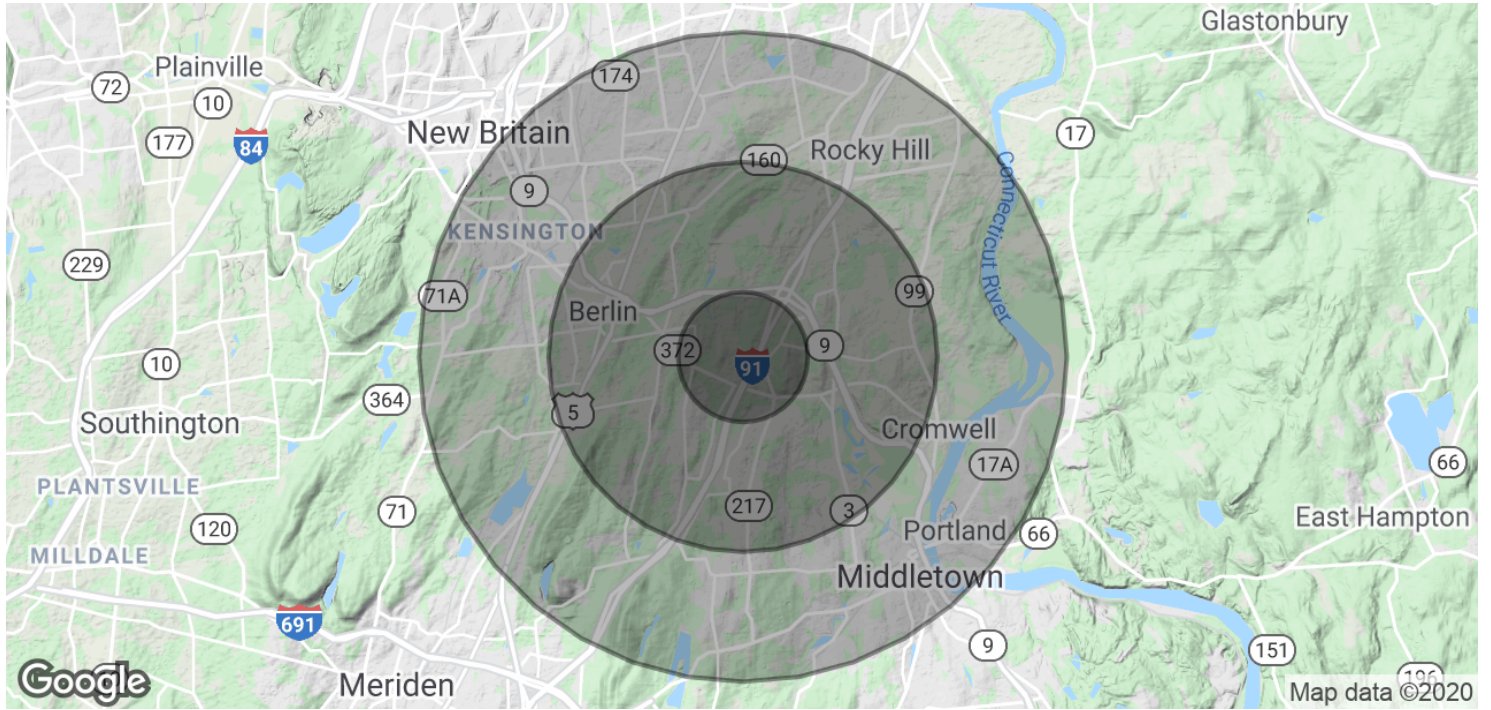 Glastonbury
Plainville
174
72
10
17
New Britain
84
177
160
Rocky Hill
9
KENSINGTON
Connecticut River
229
71A
99
Berlin
372
9
10
91
364
5
Southington
Cromwell
17A
66
PLANTSVILLE
71
217
3
120
Portland
66
East Hampton
MILLDALE
Middletown
691
9
151
Meriden
196
Google
Map data ©2020